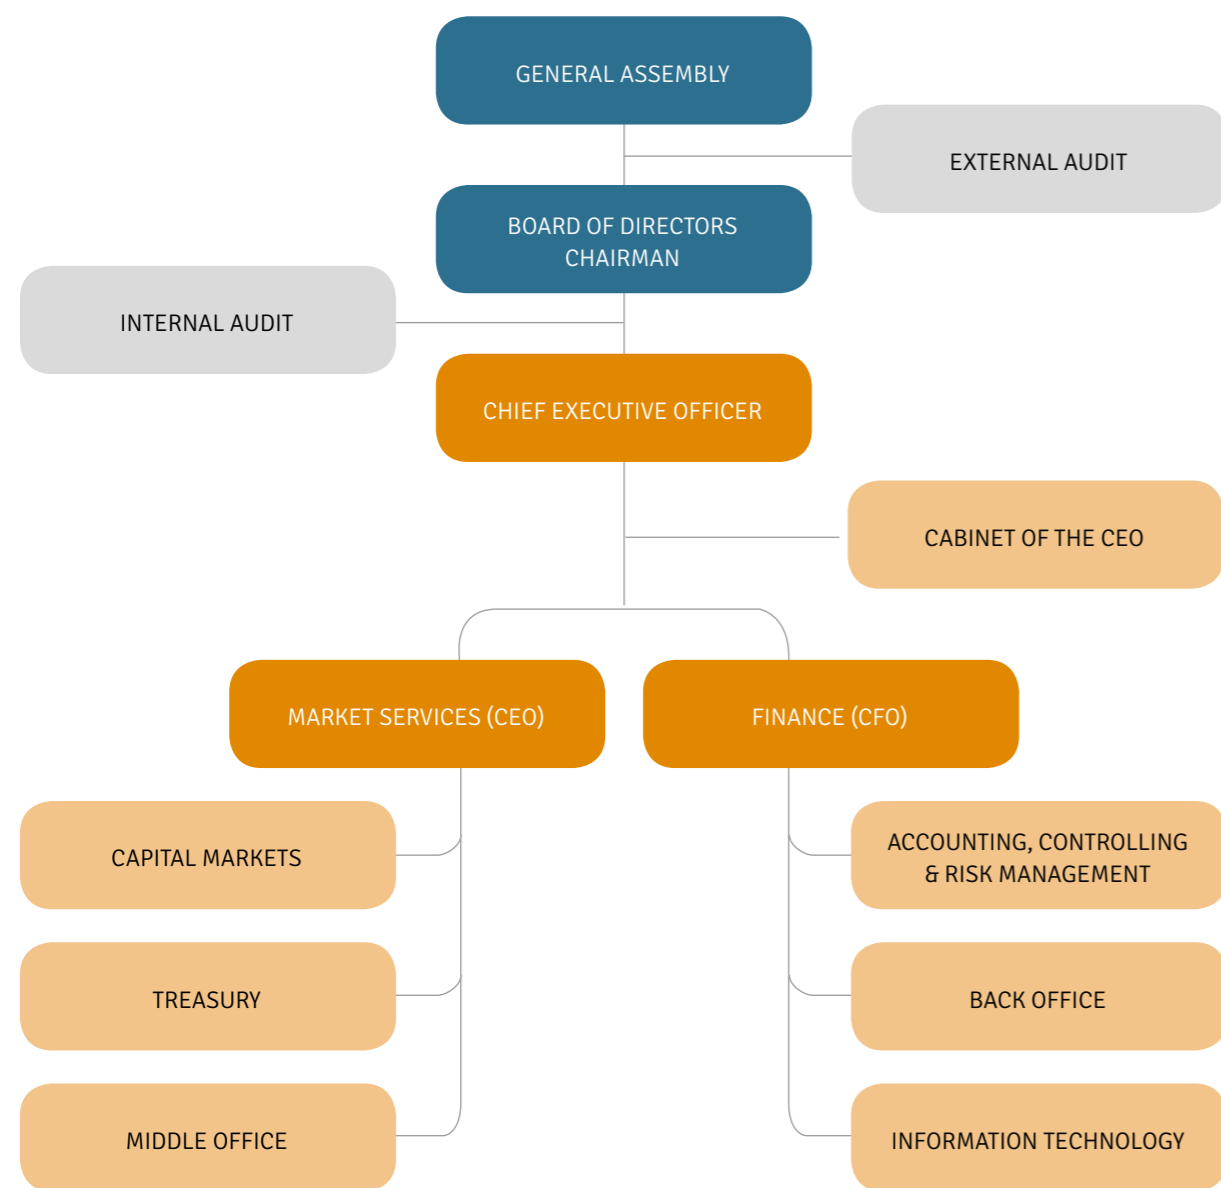 GENERAL ASSEMBLY
EXTERNAL AUDIT
BOARD OF DIRECTORS
CHAIRMAN
INTERNAL AUDIT
CHIEF EXECUTIVE OFFICER
CABINET OF THE CEO
MARKET SERVICES (CEO)
FINANCE (CFO)
CAPITAL MARKETS
ACCOUNTING, CONTROLLING
& RISK MANAGEMENT
TREASURY
BACK OFFICE
MIDDLE OFFICE
INFORMATION TECHNOLOGY